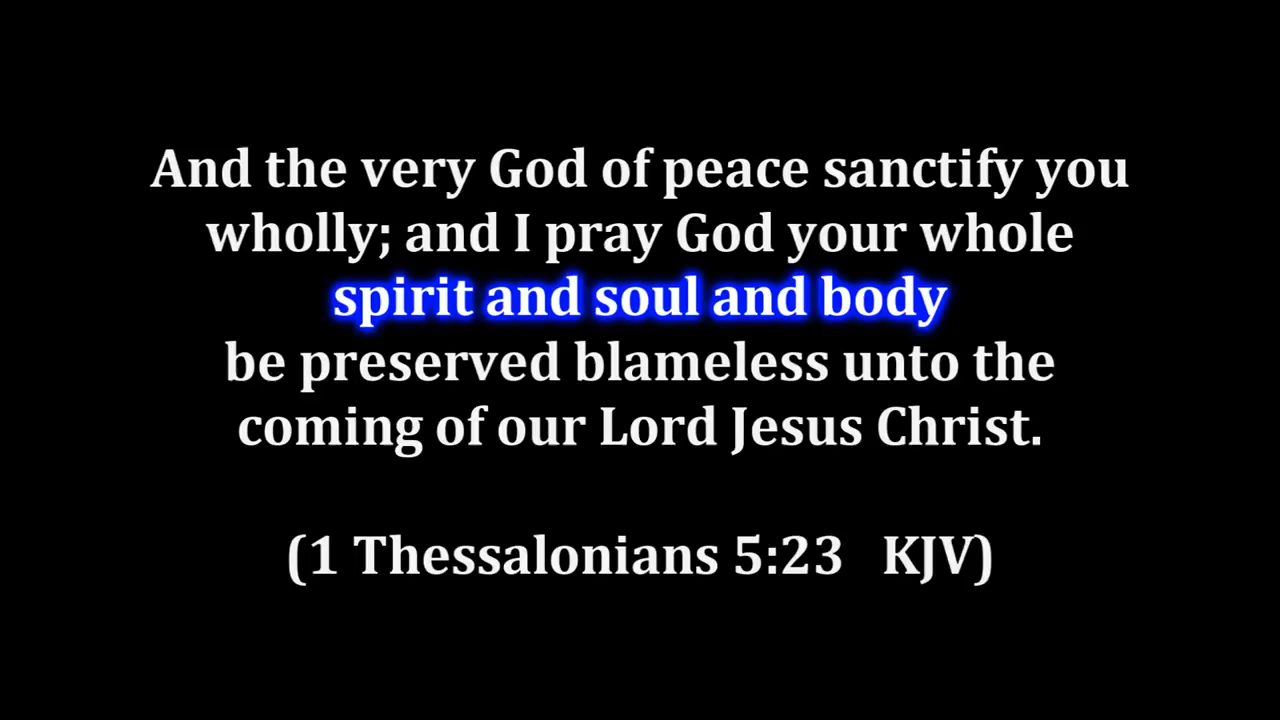 And the very God of peace sanctify you
wholly; and I pray God your whole
spirit and soul and body
be preserved blameless unto the
coming of our Lord Jesus Christ.
(1 Thessalonians 5:23   KJV)